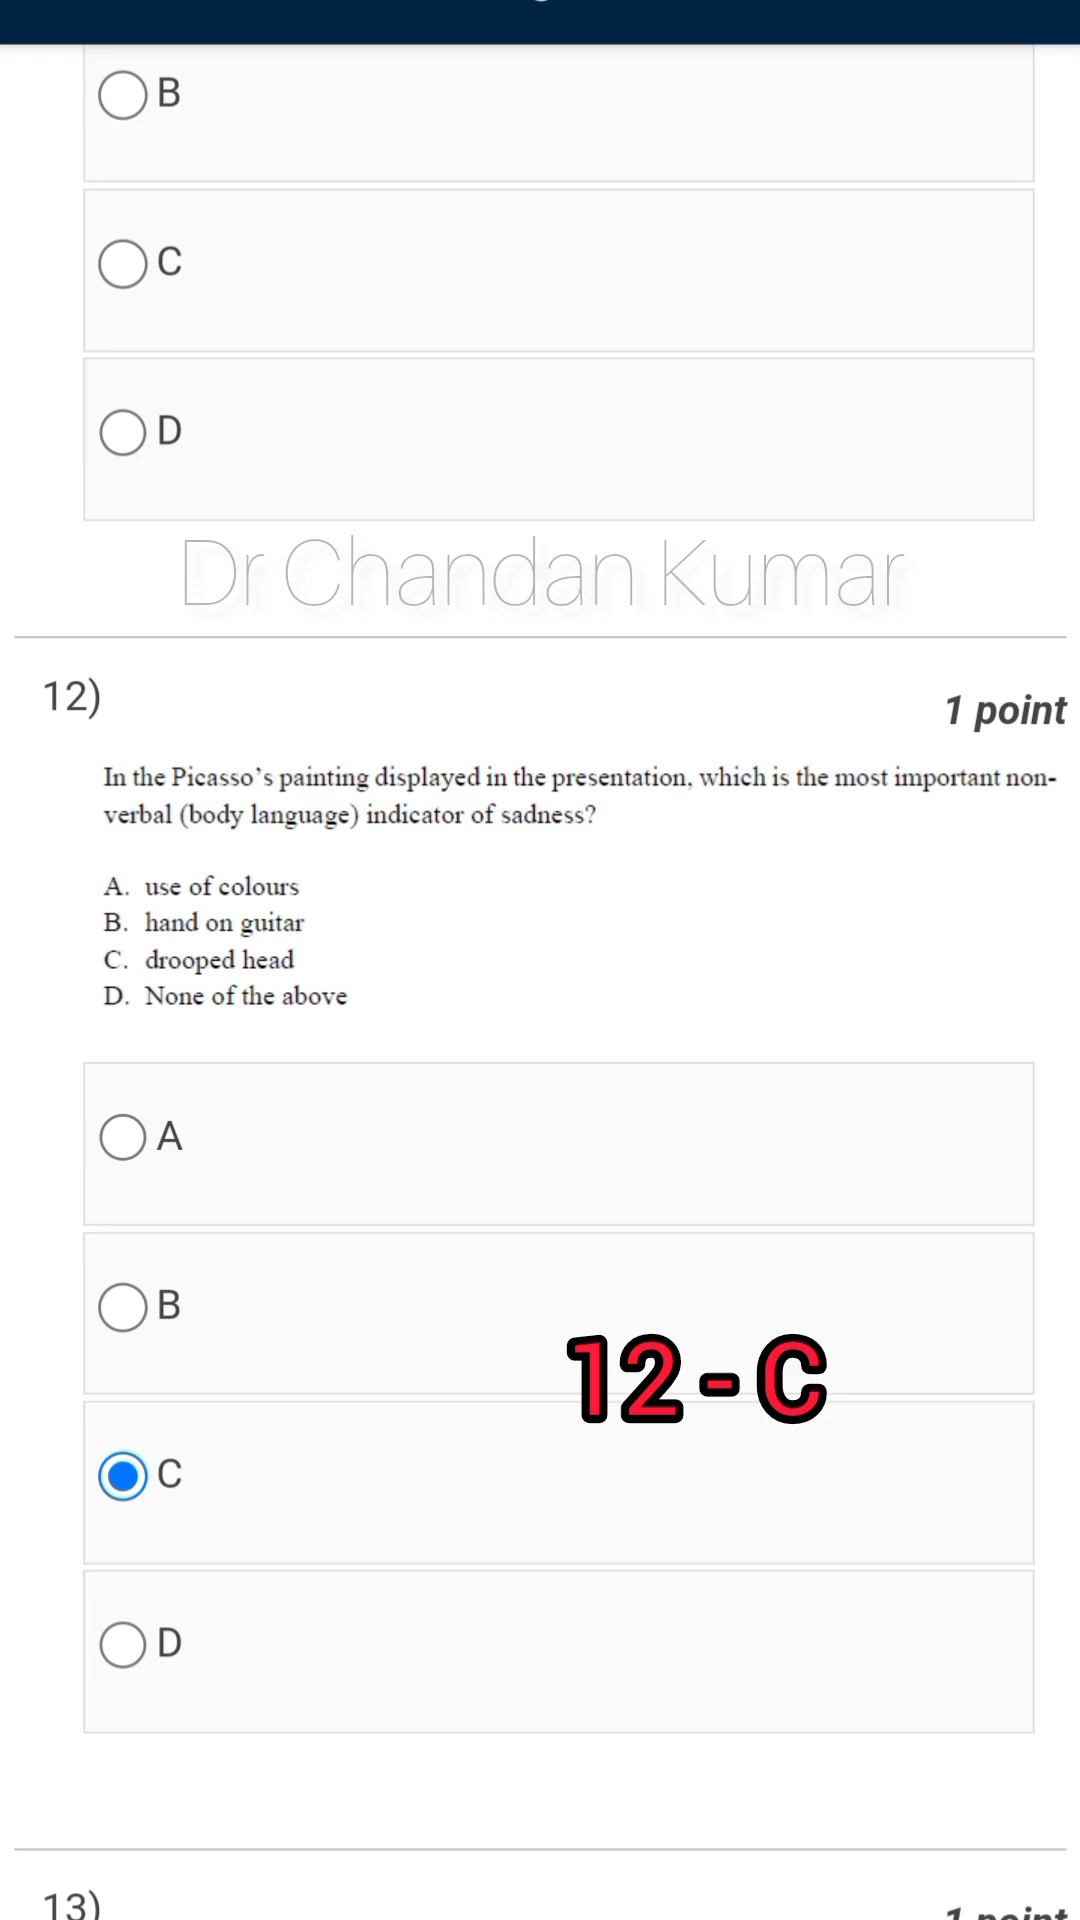 B
C
D
Dr Chandan Kumar
12)
1 point
In the Picasso's painting displayed in the presentation, which is the most important non-
verbal (body language) indicator of sadness?
A. use of colours
B. hand on guitar
C. drooped head
D. None of the above
A
B
12 - C
C
D
13)
1 point